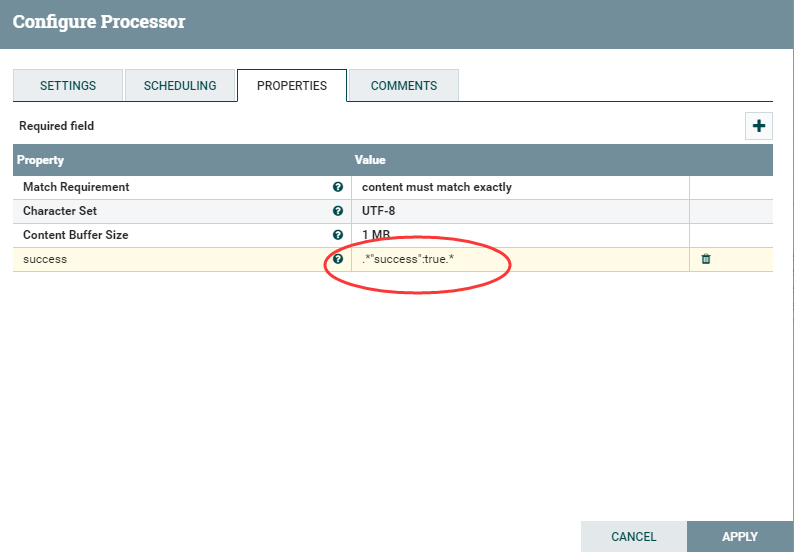 Configure Processor
SETTINGS SCHEDULING PROPERTIES COMMENTS
Required field
Property Value
Match Requirement content must match exactly
Character Set UTF-8
Content Buffer Size 1 MB
success .*"success":true.*
CANCEL APPLY